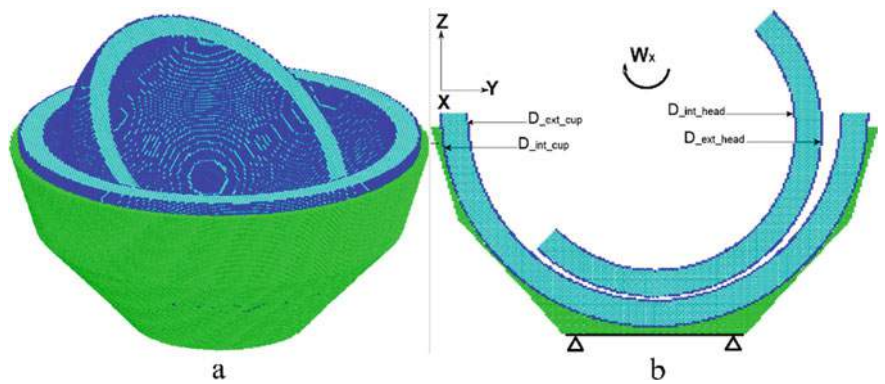 Z
Wx
Y
X
D_int_head
D_ext_cup
D_ext_head
D_int_cup
a
b